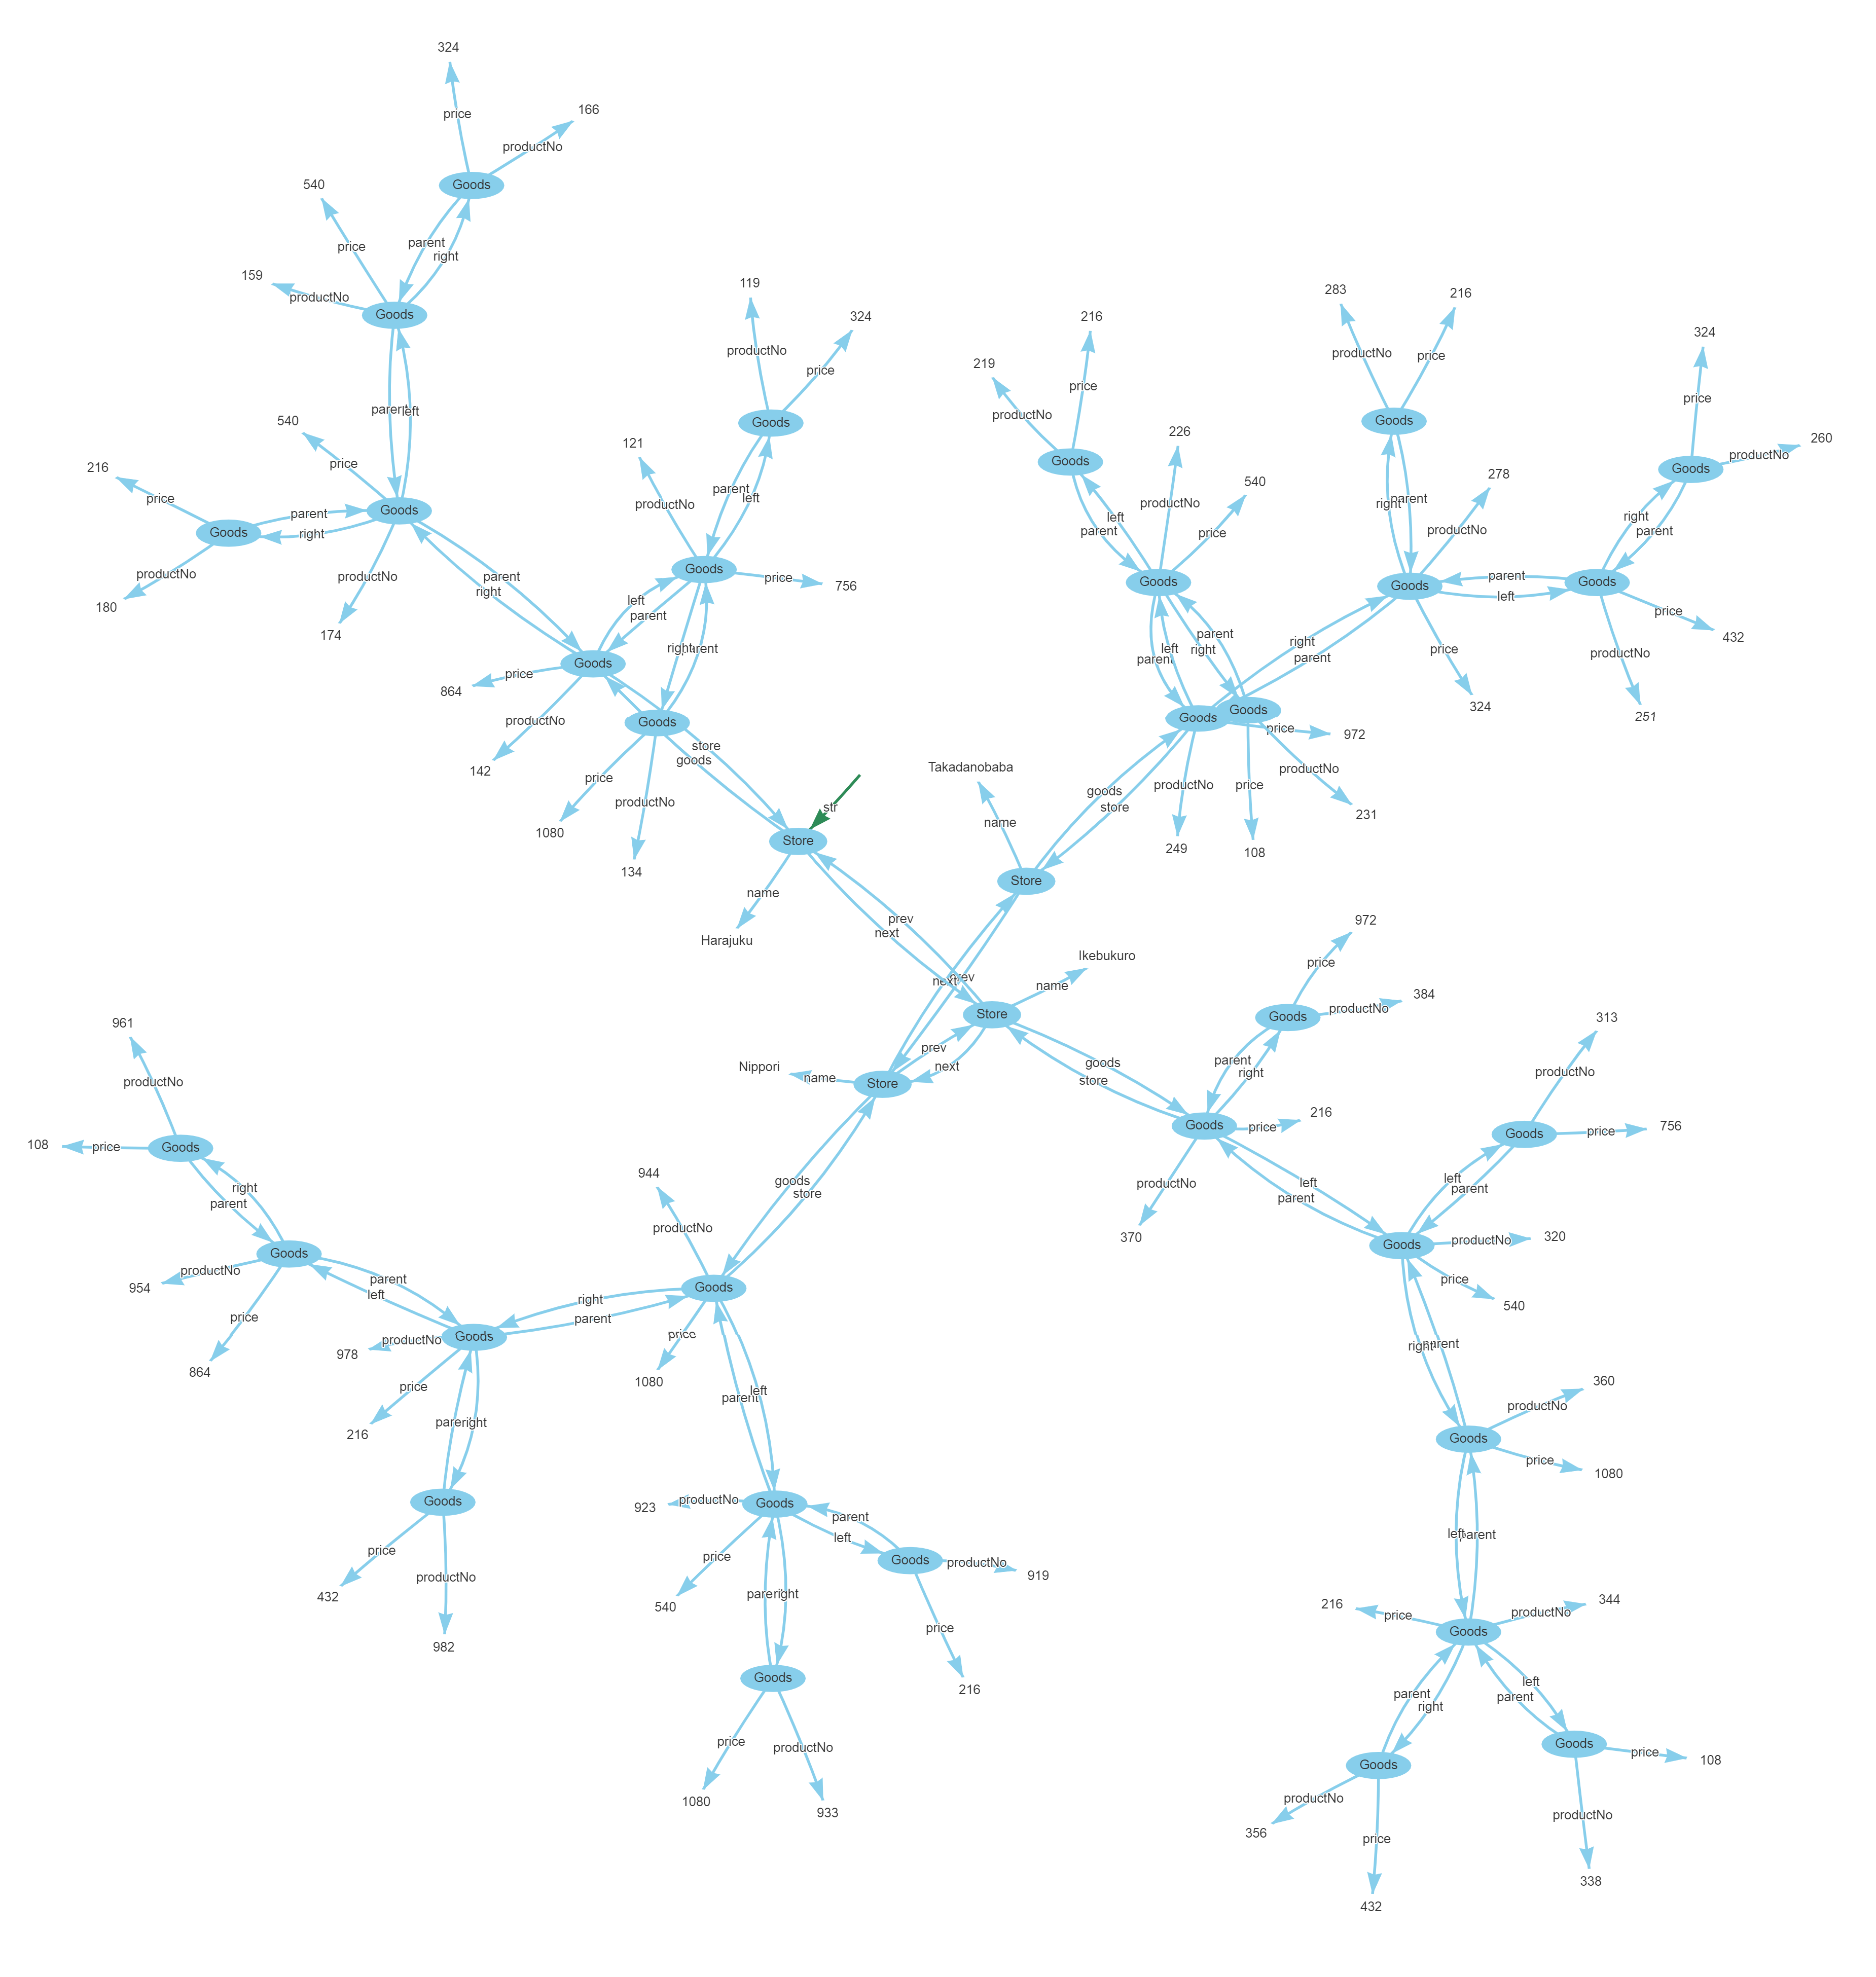 324
166
price
productNo
Goods
540
price
parent
right
159
productNo
Goods
119
324
productNo
price
parent
left
540
price
Goods
121
216
price
parent
right
Goods
Goods
productNo
180
productNo
174
productNo
parent
left
Goods
price
756
parent
right
left
parent
right
Goods
price
864
productNo
142
Goods
store
goods
price
1080
productNo
134
str
Store
name
Harajuku
283
216
productNo
price
324
216
219
price
productNo
Goods
price
260
productNo
Goods
226
Goods
540
productNo
price
left
parent
278
productNo
right
parent
right
parent
Goods
Goods
parent
left
Goods
price
432
productNo
251
parent
right
left
parent
right
parent
price
324
Goods
Goods
price
972
productNo
231
productNo
price
249
108
Takadanobaba
name
goods
store
Store
prev
next
prev
next
Ikebukuro
name
Store
972
price
productNo
384
Goods
313
productNo
prev
next
Nippori
name
Store
goods
store
parent
right
Goods
price
216
productNo
370
Goods
price
756
left
parent
left
parent
Goods
productNo
320
price
540
right
360
productNo
Goods
price
1080
left
parent
216
price
productNo
344
Goods
left
parent
parent
right
Goods
price
108
Goods
productNo
356
price
432
productNo
338
961
productNo
108
price
Goods
right
parent
944
productNo
goods
store
Goods
productNo
954
price
864
parent
left
right
parent
Goods
price
1080
productNo
978
Goods
price
216
right
Goods
price
432
productNo
982
left
923
productNo
Goods
parent
left
price
540
Goods
productNo
919
price
216
right
Goods
price
1080
productNo
933